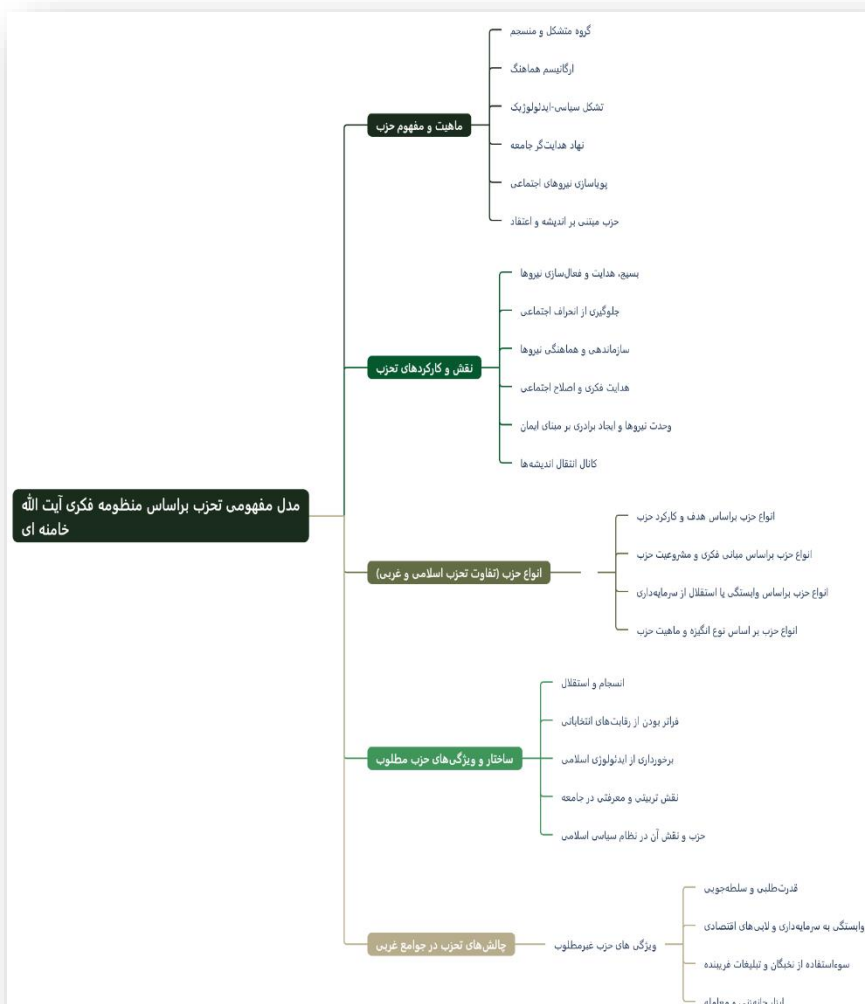 گروه متشکل و منسجم
ارگانیسم هماهنگ
تشکل سیاسی-ایدئولوژیک
ماهیت و مفهوم حزب
نهاد هدایت‌گر جامعه
پویاسازی نیروهای اجتماعی
حزب مبتنی بر اندیشه و اعتقاد
بسیج، هدایت و فعال‌سازی نیروها
جلوگیری از انحراف اجتماعی
سازماندهی و هماهنگی نیروها
نقش و کارکردهای تحزب
هدایت فکری و اصلاح اجتماعی
وحدت نیروها و ایجاد برادری بر مبنای ایمان
کانال انتقال اندیشه‌ها
مدل مفهومی تحزب براساس منظومه فکری آیت الله
خامنه ای
انواع حزب براساس هدف و کارکرد حزب
انواع حزب براساس مبانی فکری و مشروعیت حزب
انواع حزب (تفاوت تحزب اسلامی و غربی)
انواع حزب براساس وابستگی یا استقلال از سرمایه‌داری
انواع حزب بر اساس نوع انگیزه و ماهیت حزب
انسجام و استقلال
فراتر بودن از رقابت‌های انتخاباتی
ساختار و ویژگی‌های حزب مطلوب
برخورداری از ایدئولوژی اسلامی
نقش تربیتی و معرفتی در جامعه
حزب و نقش آن در نظام سیاسی اسلامی
قدرت‌طلبی و سلطه‌جویی
وابستگی به سرمایه‌داری و لابی‌های اقتصادی
چالش‌های تحزب در جوامع غربی
ویژگی های حزب غیرمطلوب
سوءاستفاده از نخبگان و تبلیغات فریبنده
ابزار چانه‌زنی و معامله